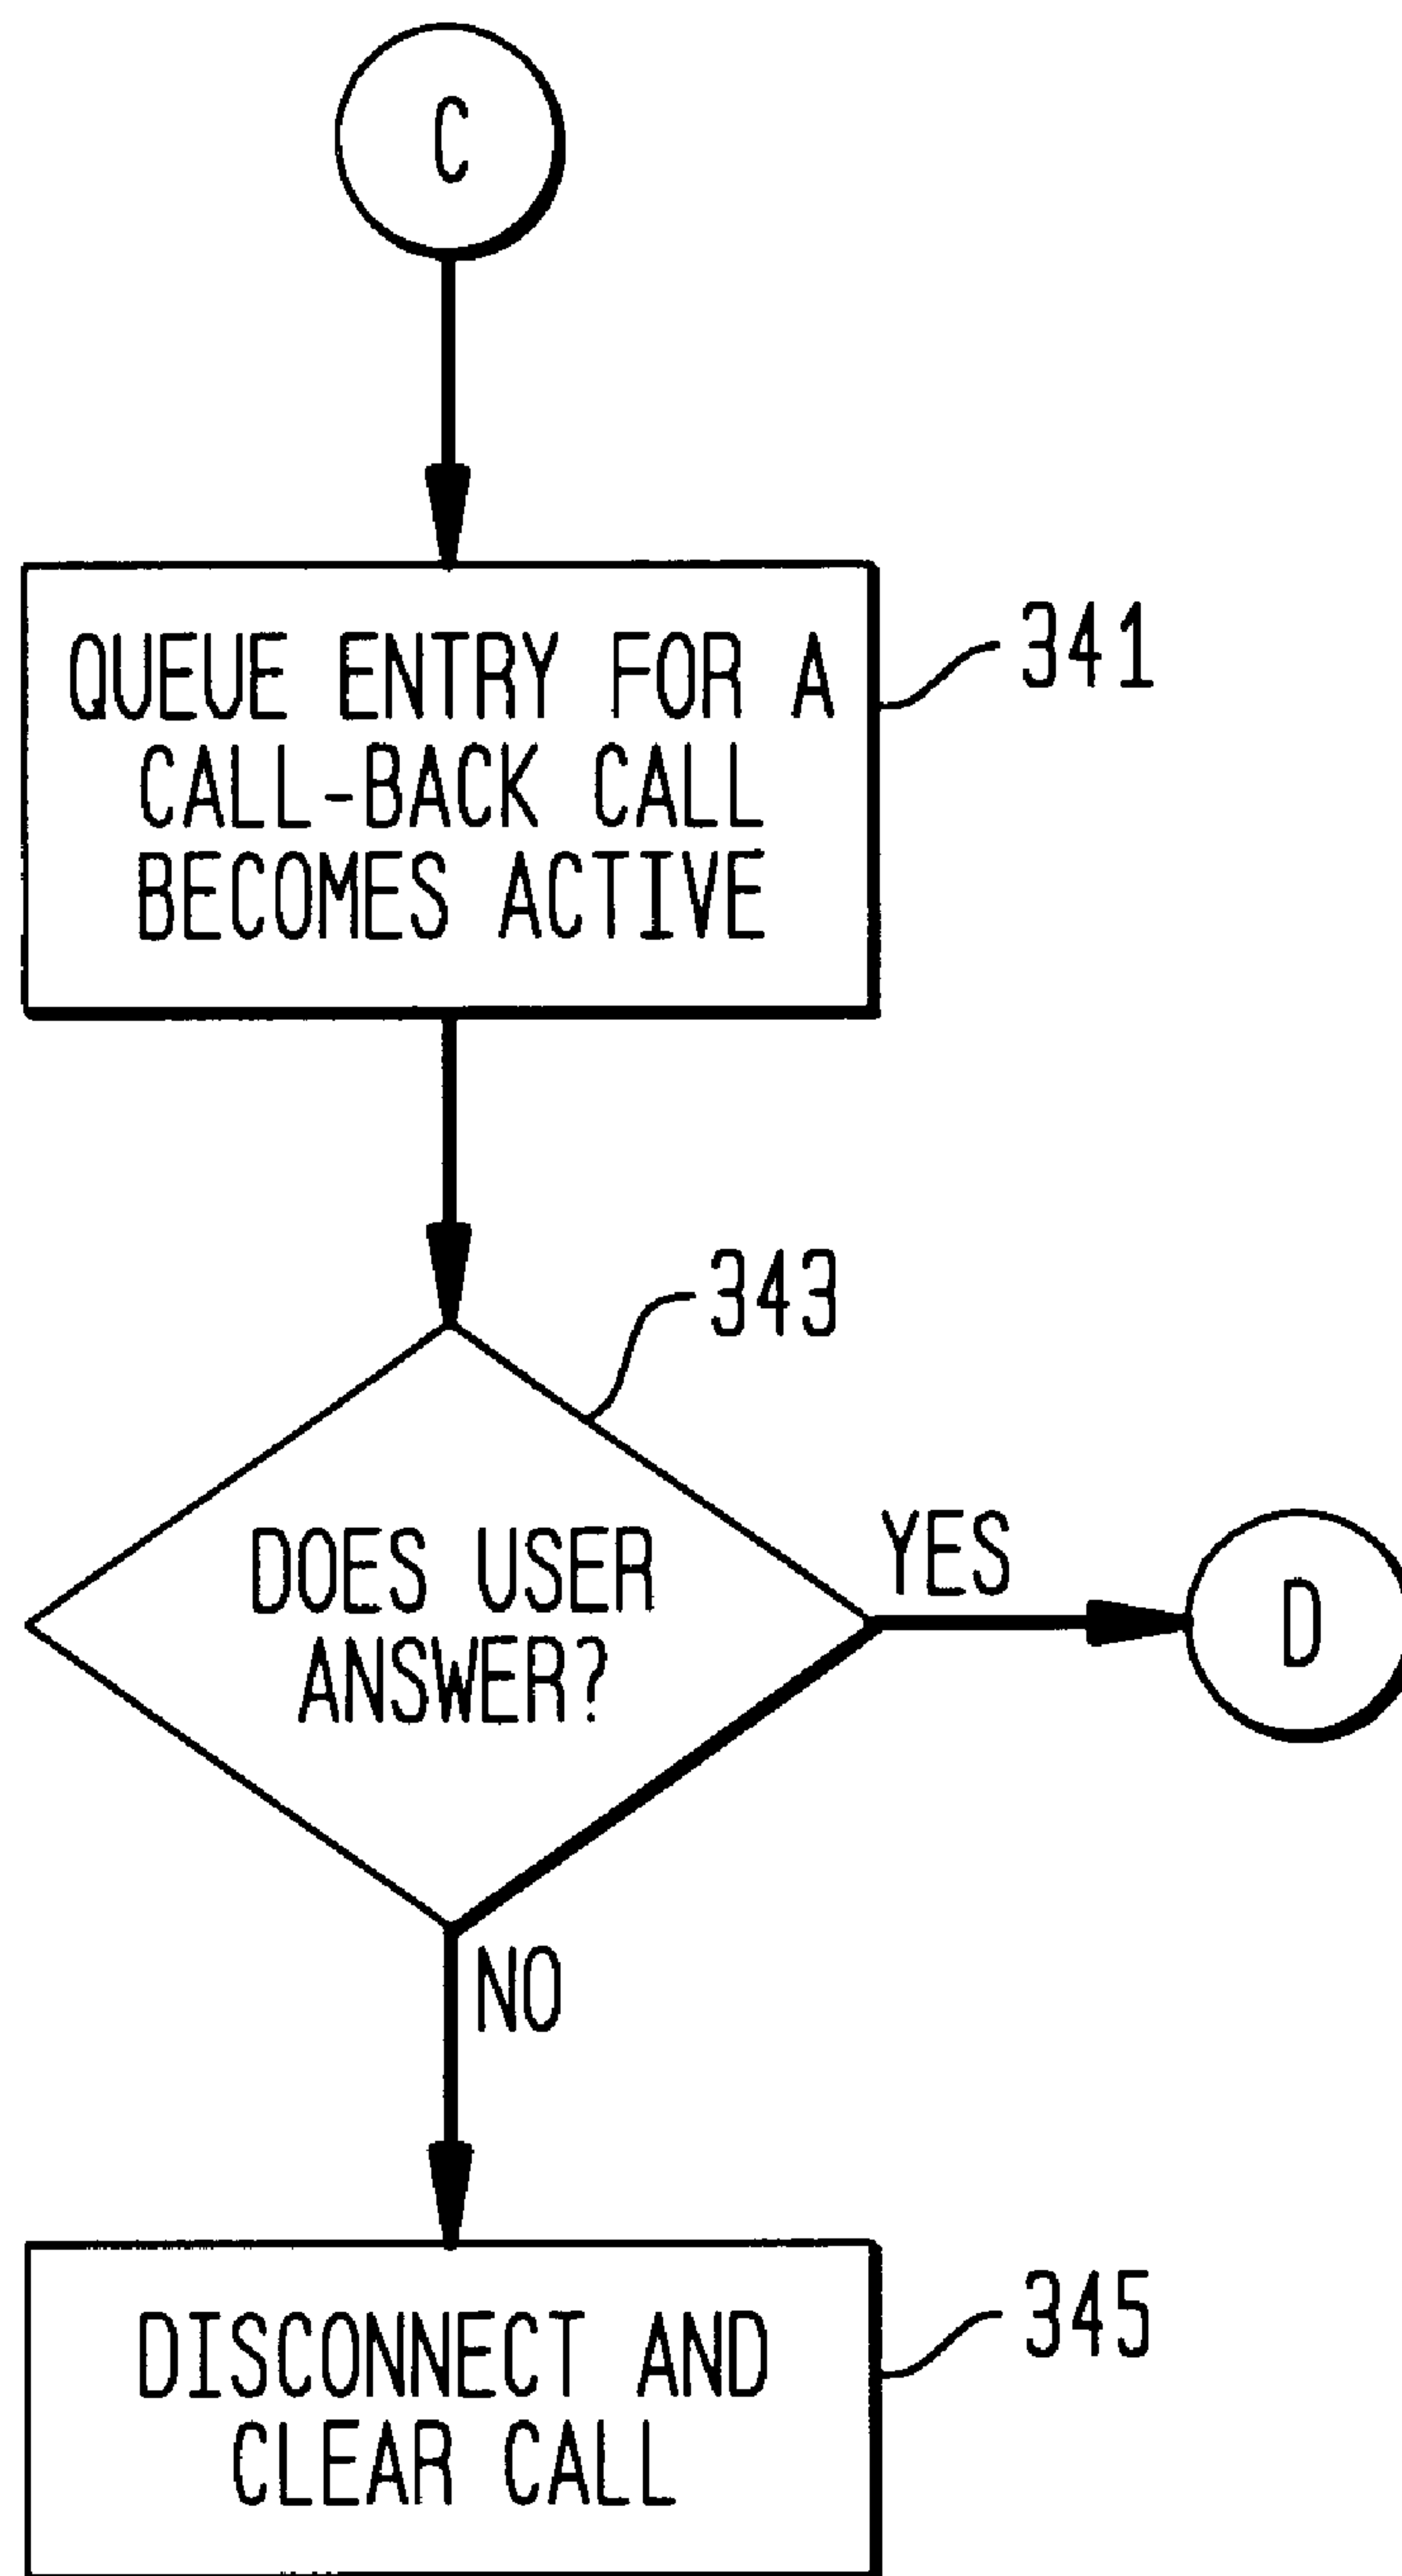 C
QUEUE ENTRY FOR A
CALL-BACK CALL
BECOMES ACTIVE
341
343
DOES USER
ANSWER?
YES
D
NO
DISCONNECT AND
CLEAR CALL
345